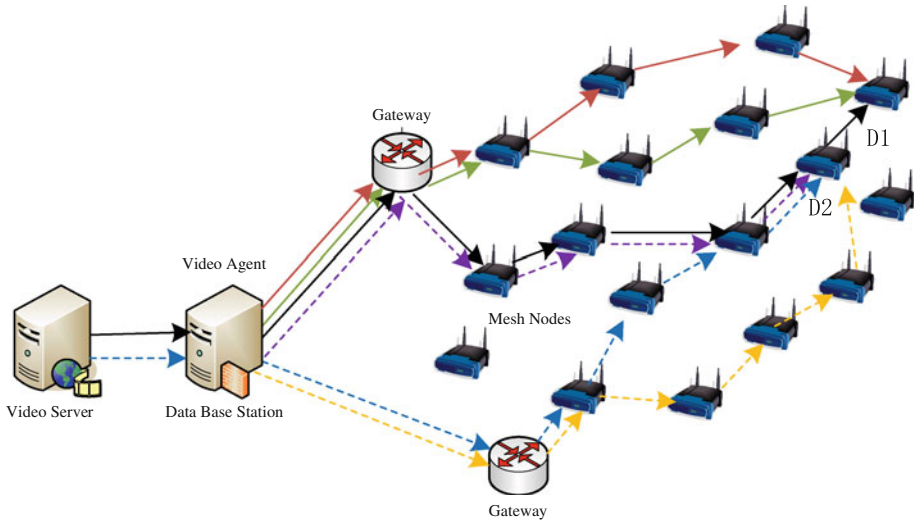 Gateway
D1
D2
Video Agent
Mesh Nodes
Video Server
Data Base Station
Gateway